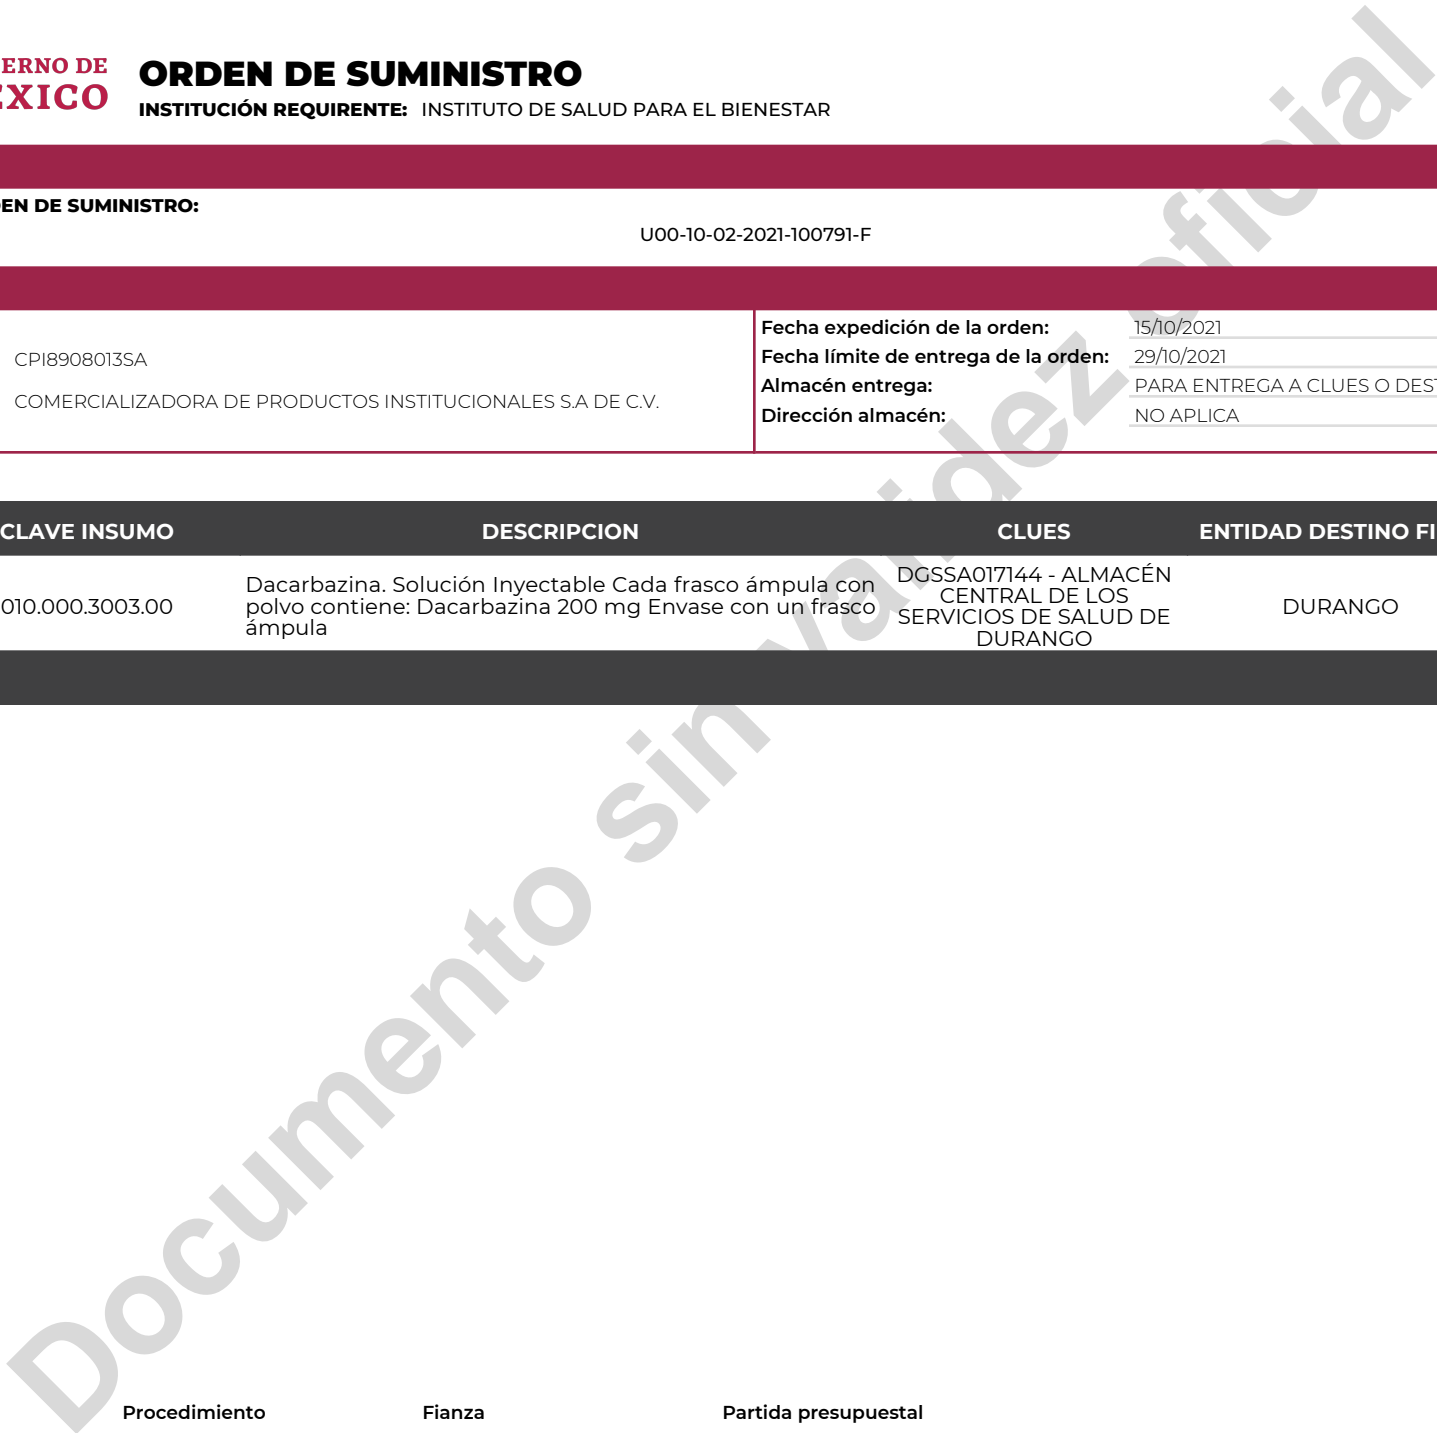 ERNO DE
ÉXICO
ORDEN DE SUMINISTRO
INSTITUCIÓN REQUIRENTE: INSTITUTO DE SALUD PARA EL BIENESTAR
EN DE SUMINISTRO:
U00-10-02-2021-100791-F
CPI8908013SA
COMERCIALIZADORA DE PRODUCTOS INSTITUCIONALES S.A DE C.V.
Fecha expedición de la orden: 15/10/2021
Fecha límite de entrega de la orden: 29/10/2021
Almacén entrega: PARA ENTREGA A CLUES O DEST
Dirección almacén: NO APLICA
CLAVE INSUMO DESCRIPCION CLUES ENTIDAD DESTINO FI
010.000.3003.00
Dacarbazina. Solución Inyectable Cada frasco ámpula con
polvo contiene: Dacarbazina 200 mg Envase con un frasco
ámpula
DGSSA017144 - ALMACÉN
CENTRAL DE LOS
SERVICIOS DE SALUD DE
DURANGO
DURANGO
Documento sin validez oficial
Procedimiento Fianza Partida presupuestal